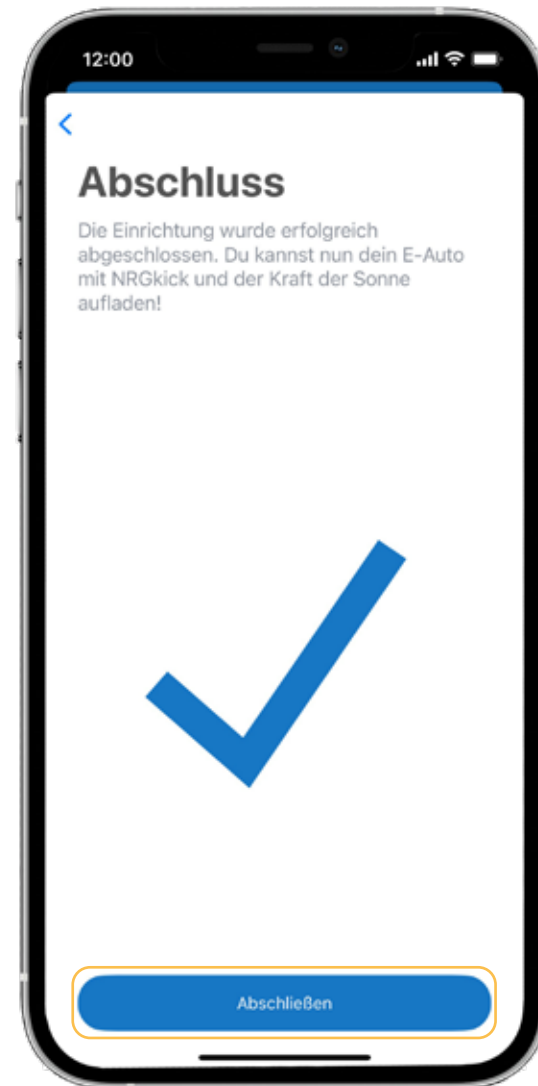 12:00
Abschluss
Die Einrichtung wurde erfolgreich
abgeschlossen. Du kannst nun dein E-Auto
mit NRGkick und der Kraft der Sonne
aufladen!
Abschließen